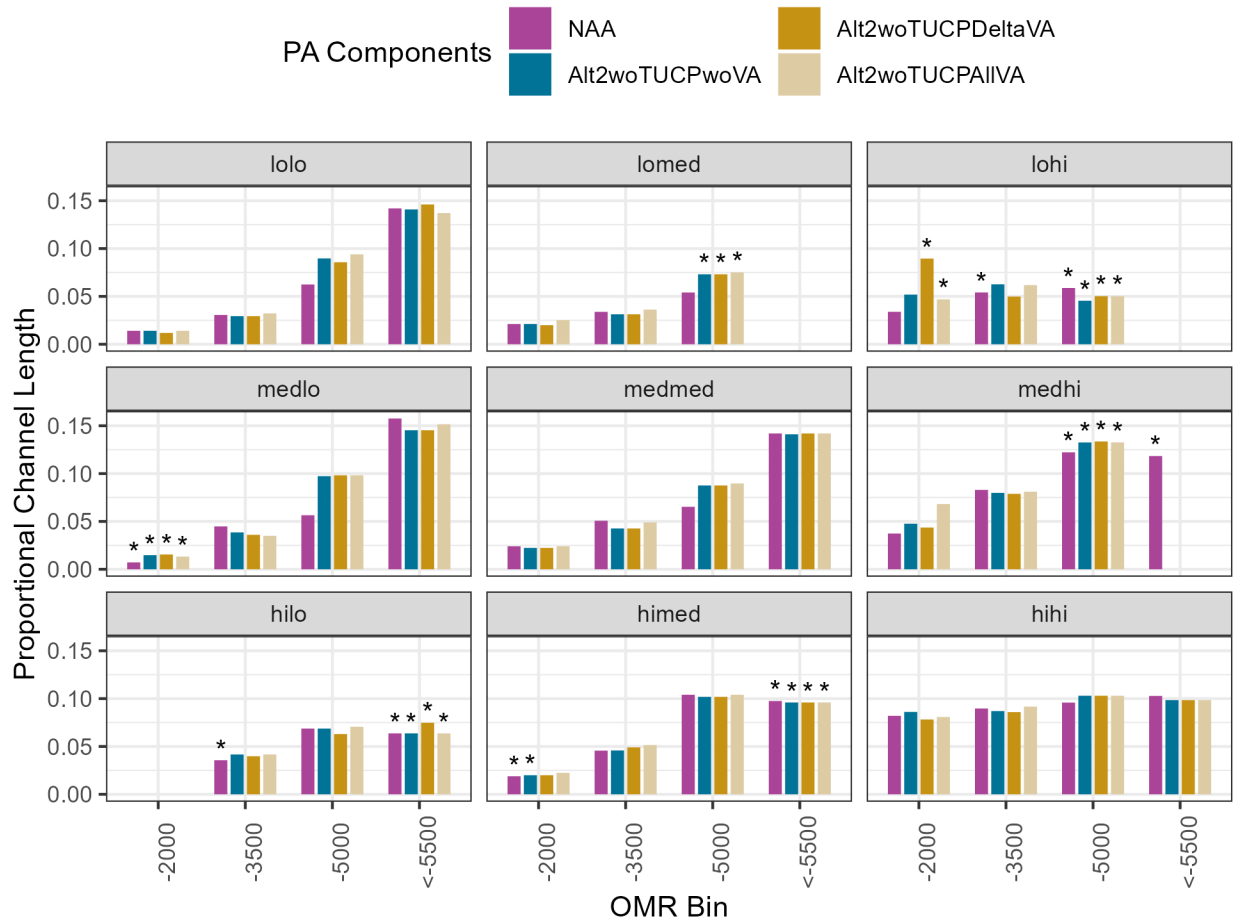 PA Components
NAA
Alt2woTUCPwoVA
Alt2woTUCPDeltaVA
Alt2woTUCPAllVA
Proportional Channel Length
lolo
lomed
lohi
0.15
0.10
0.05
0.00
* * *
* * * * * * *
medlo
medmed
medhi
0.15
0.10
0.05
0.00
* * * *
* * * * *
hilo
himed
hihi
0.15
0.10
0.05
0.00
* * * * *
* * * * * *
-2000
-3500
-5000
<-5500
-2000
-3500
-5000
<-5500
-2000
-3500
-5000
<-5500
OMR Bin